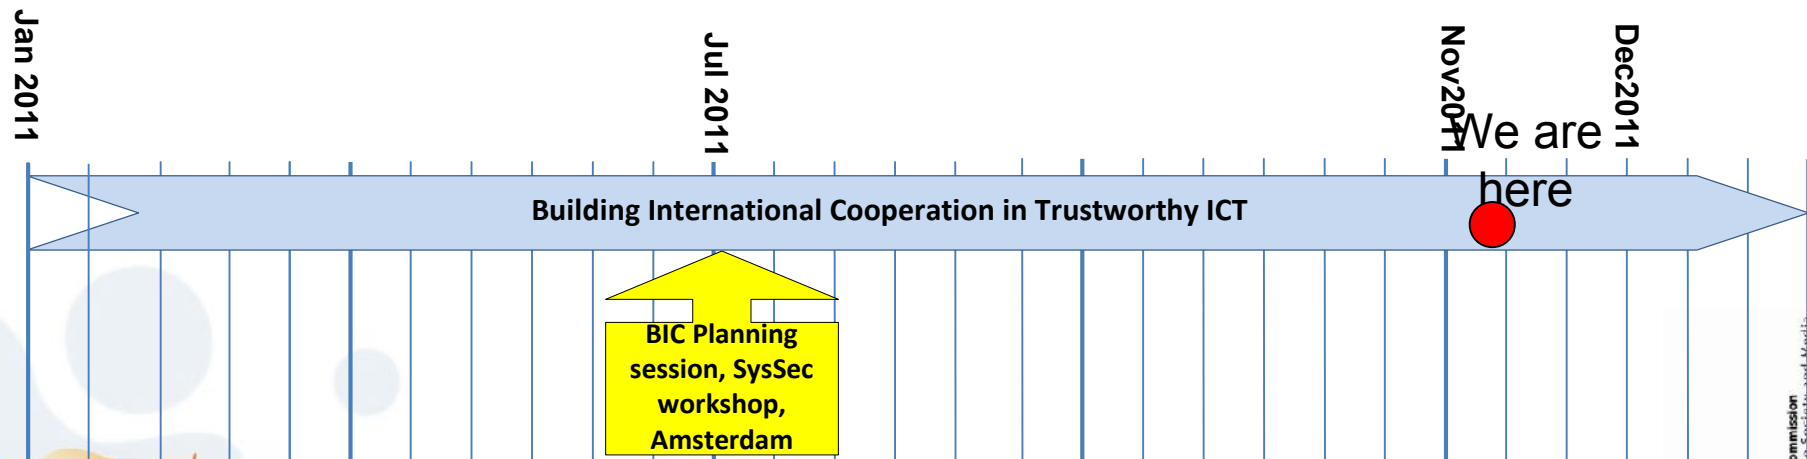 Jan 2011
Jul 2011
Nov2011
Dec2011
We are
here
Building International Cooperation in Trustworthy ICT
BIC Planning
session, SysSec
workshop,
Amsterdam